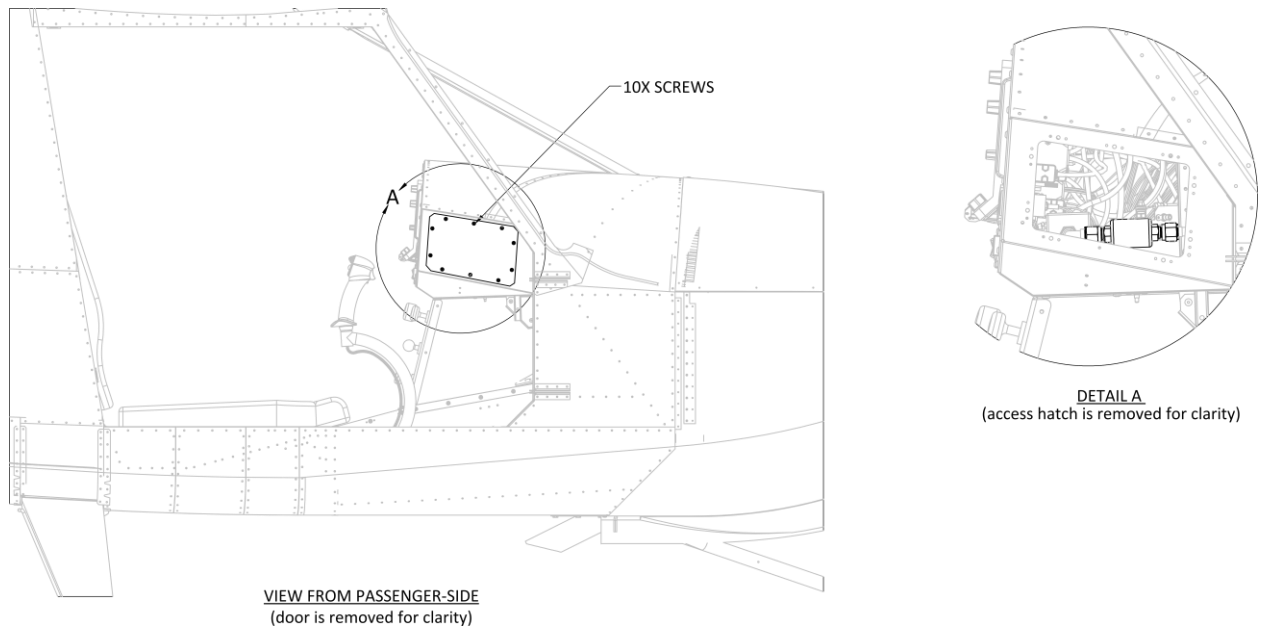 10X SCREWS
A
VIEW FROM PASSENGER-SIDE
(door is removed for clarity)
DETAIL A
(access hatch is removed for clarity)